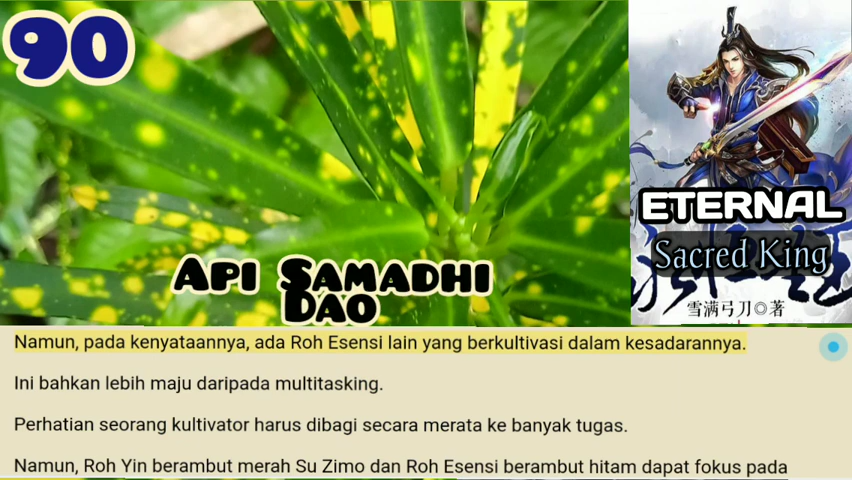 90
ETERNAL
Sacred King
雪满弓刀◎著
API SAMADHI
DAO
Namun, pada kenyataannya, ada Roh Esensi lain yang berkultivasi dalam kesadarannya.
Ini bahkan lebih maju daripada multitasking.
Perhatian seorang kultivator harus dibagi secara merata ke banyak tugas.
Namun, Roh Yin berambut merah Su Zimo dan Roh Esensi berambut hitam dapat fokus pada